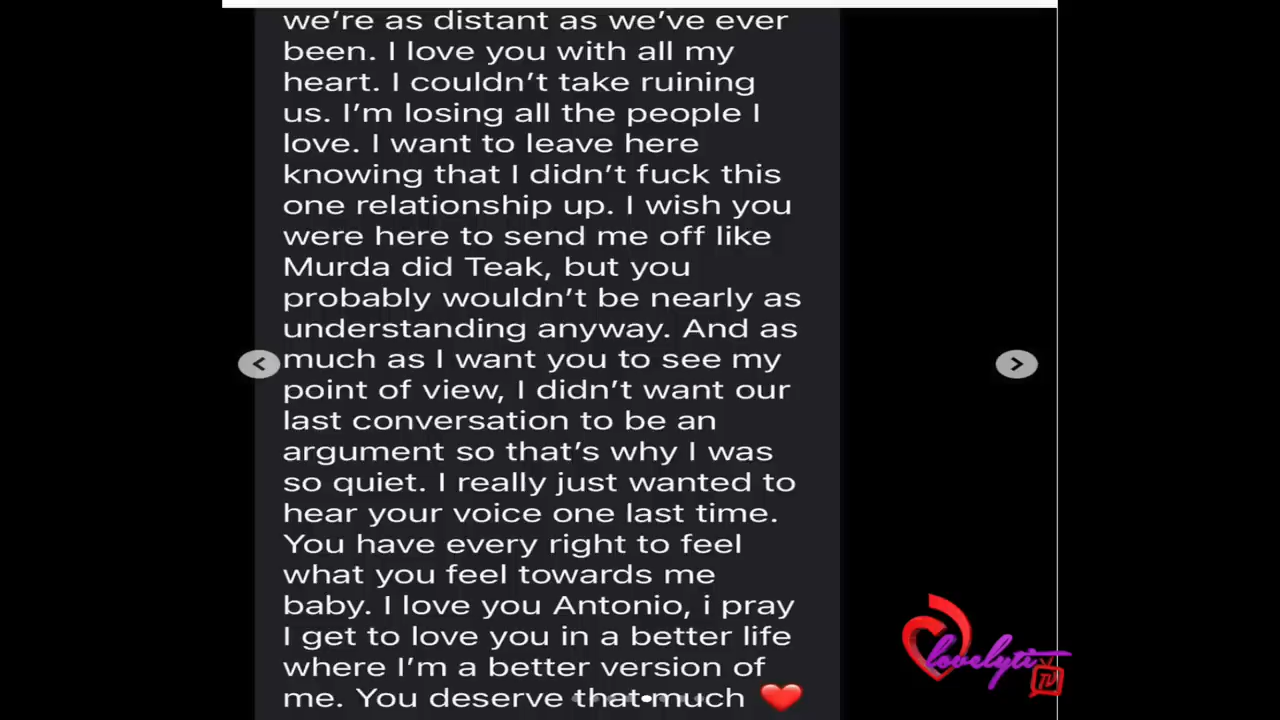 we're as distant as we've ever
been. I love you with all my
heart. I couldn't take ruining
us. I'm losing all the people I
love. I want to leave here
knowing that I didn't fuck this
one relationship up. I wish you
were here to send me off like
Murda did Teak, but you
probably wouldn't be nearly as
understanding anyway. And as
much as I want you to see my
point of view, I didn't want our
last conversation to be an
argument so that's why I was
so quiet. I really just wanted to
hear your voice one last time.
You have every right to feel
what you feel towards me
baby. I love you Antonio, i pray
I get to love you in a better life
where I'm a better version of
me. You deserve that much ❤️
lovelyti
TV